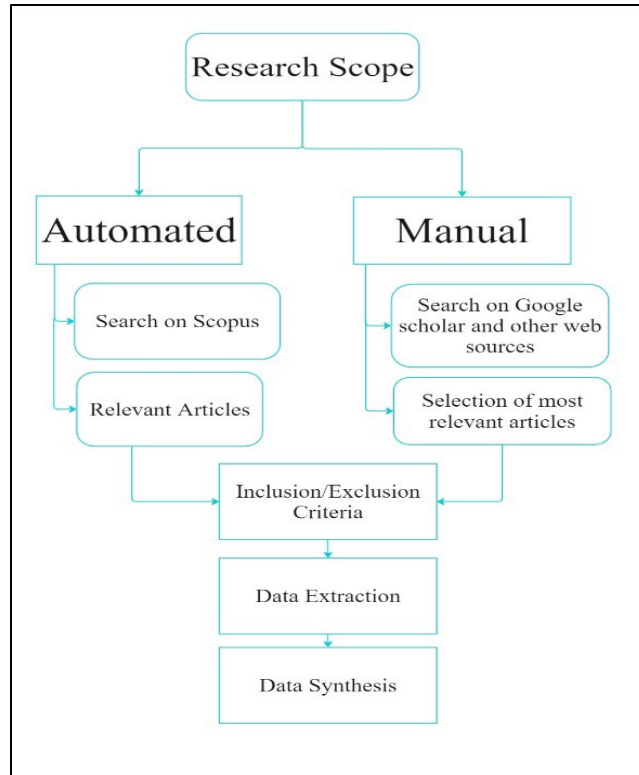 Research Scope
Automated
Manual
Search on Scopus
Search on Google
scholar and other web
sources
Relevant Articles
Selection of most
relevant articles
Inclusion/Exclusion
Criteria
Data Extraction
Data Synthesis